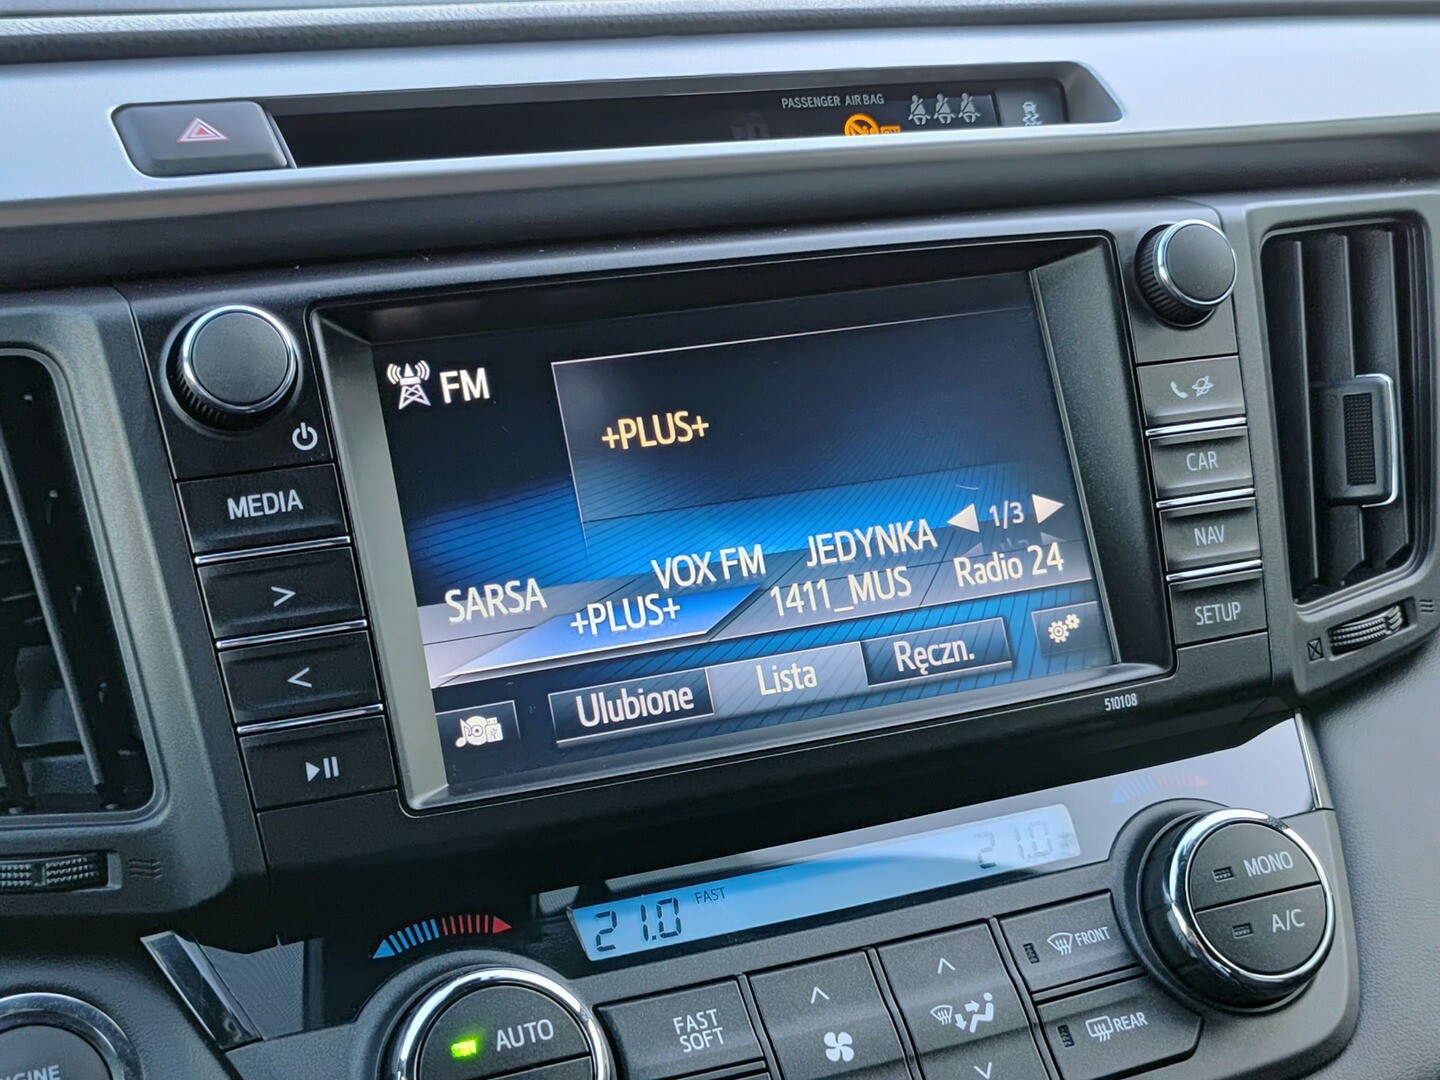 PASSENGER AIR BAG
FM
+PLUS+
MEDIA
CAR
NAV
SETUP
1/3
SARSA
VOX FM
JEDYNKA
+PLUS+
1411_MUS
Radio 24
Ulubione
Lista
Ręczn.
510108
21.0
FAST
21.0
MONO
A/C
AUTO
FAST
SOFT
FRONT
REAR